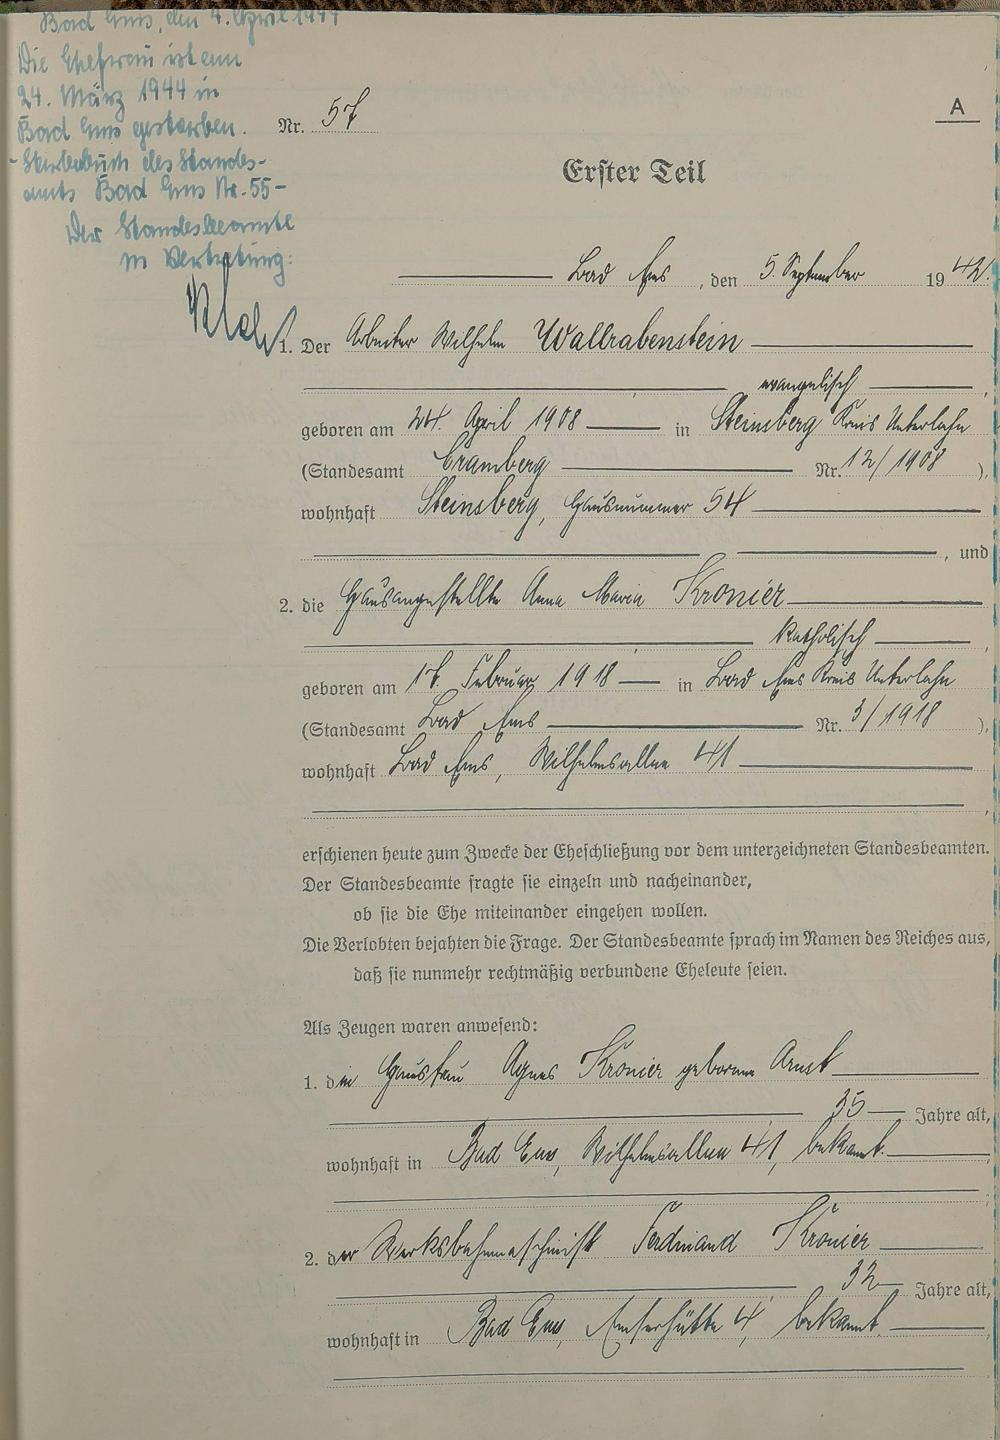 Bad Ems, den 4. April 1944
Die Ehefrau ist am
24. März 1944 in
Bad Ems gestorben.
- Sterbebuch des Standes-
amts Bad Ems Nr. 55 -
Der Standesbeamte
in Vertretung:
Nr. 57
A
Erster Teil
Bad Ems, den 5. September 1942.
1. Der Arbeiter Wilhelm Wallrabenstein
evangelisch,
geboren am 24. April 1908 in Steinsberg Kreis Unterlahn
(Standesamt Cramberg Nr. 12/1908),
wohnhaft Steinsberg, Hausnummer 54
, und
2. die Hausangestellte Anna Maria Kronier
katholisch,
geboren am 17. Februar 1918 in Bad Ems Kreis Unterlahn
(Standesamt Bad Ems Nr. 3/1918),
wohnhaft Bad Ems, Wilhelmsallee 41
,
erschienen heute zum Zwecke der Eheschließung vor dem unterzeichneten Standesbeamten.
Der Standesbeamte fragte sie einzeln und nacheinander,
ob sie die Ehe miteinander eingehen wollen.
Die Verlobten bejahten die Frage. Der Standesbeamte sprach im Namen des Reiches aus,
daß sie nunmehr rechtmäßig verbundene Eheleute seien.
Als Zeugen waren anwesend:
1. die Hausfrau Agnes Kronier geborene Arnst
35 Jahre alt,
wohnhaft in Bad Ems, Wilhelmsallee 41, bekannt.
2. der Werksbahnmaschinist Ferdinand Kronier
32 Jahre alt,
wohnhaft in Bad Ems, Emserhütte 4, bekannt.